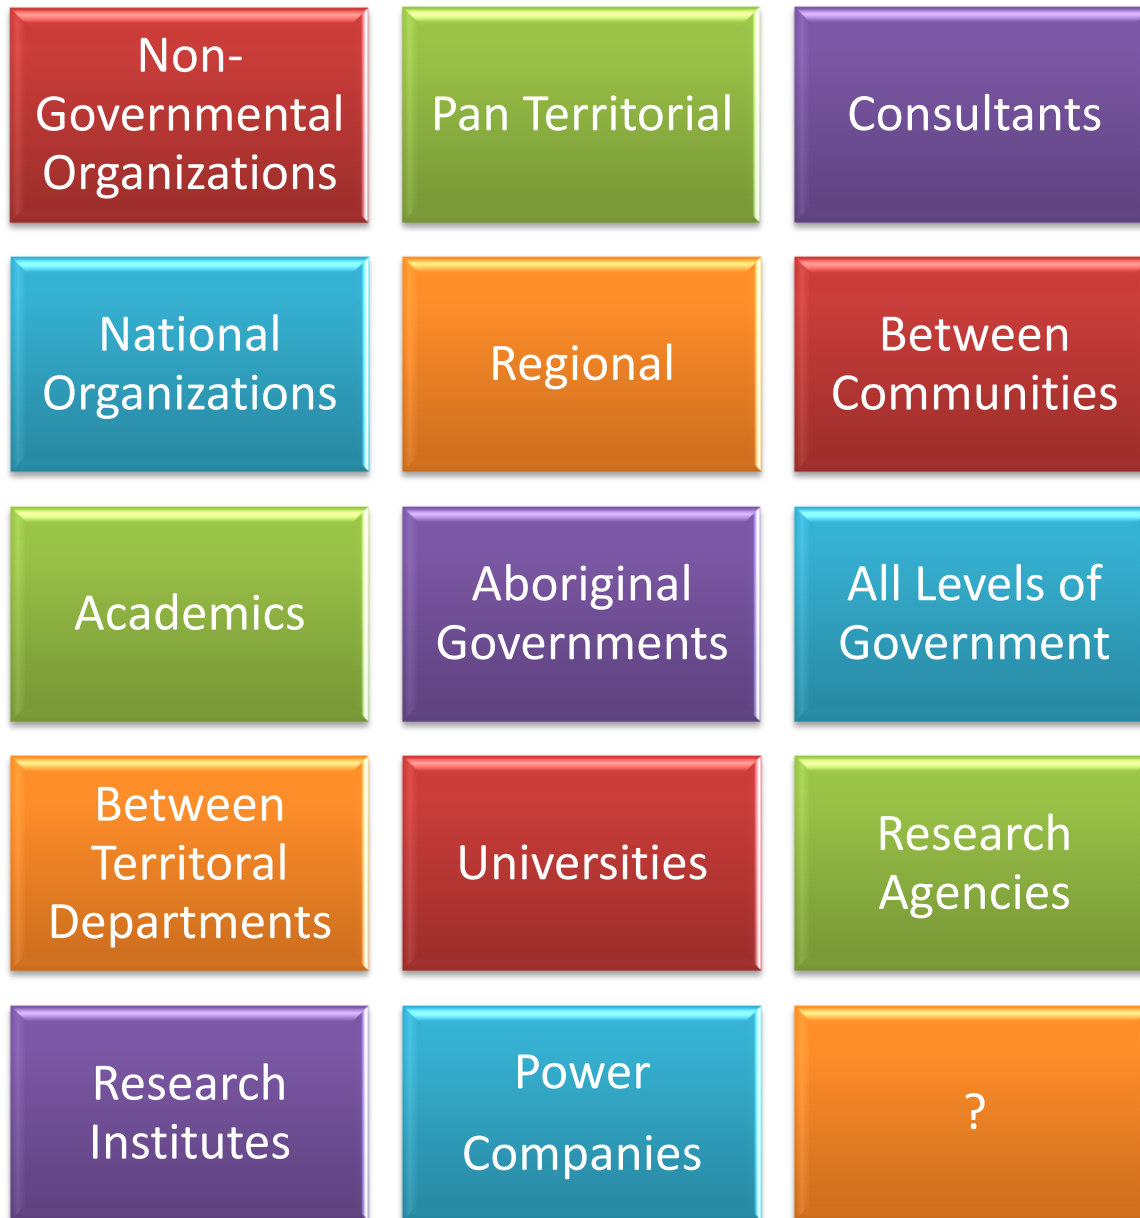 Non-
Governmental
Organizations
Pan Territorial
Consultants
National
Organizations
Regional
Between
Communities
Academics
Aboriginal
Governments
All Levels of
Government
Between
Territoral
Departments
Universities
Research
Agencies
Research
Institutes
Power
Companies
?